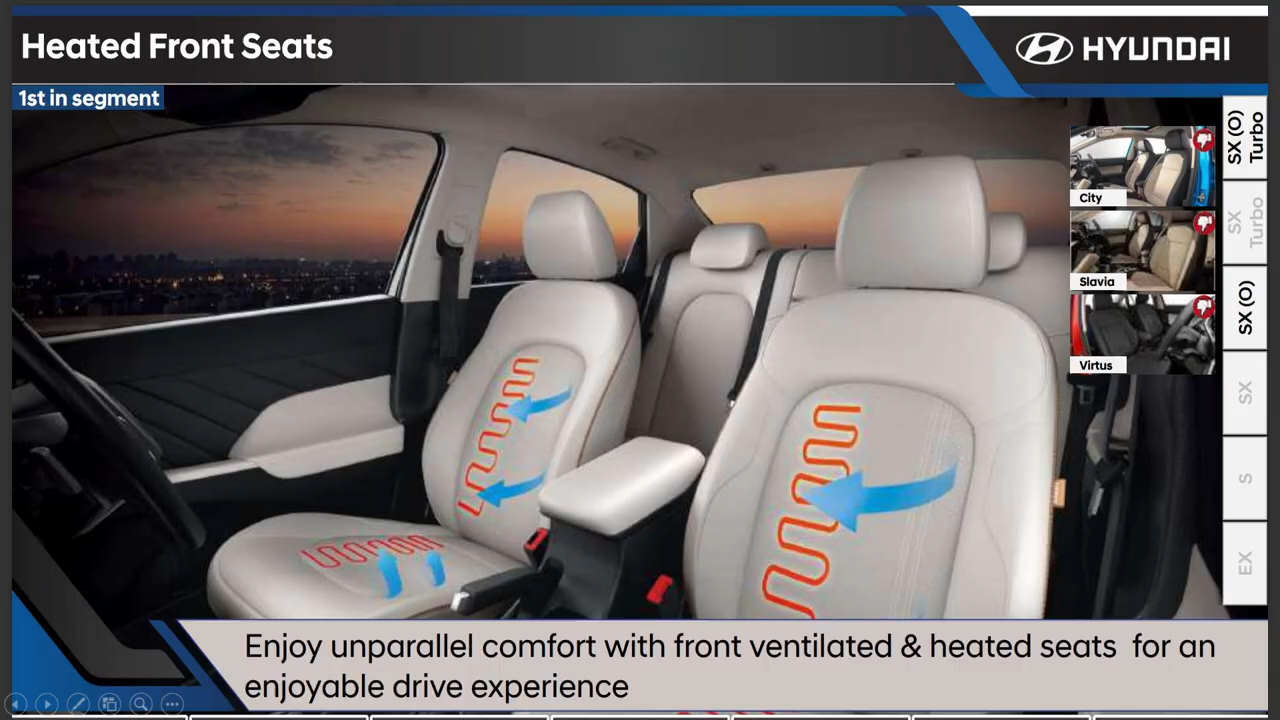 Heated Front Seats
HYUNDAI
1st in segment
City
Slavia
Virtus
SX (O)
Turbo
SX
Turbo
SX (O)
SX
S
EX
Enjoy unparallel comfort with front ventilated & heated seats for an
enjoyable drive experience